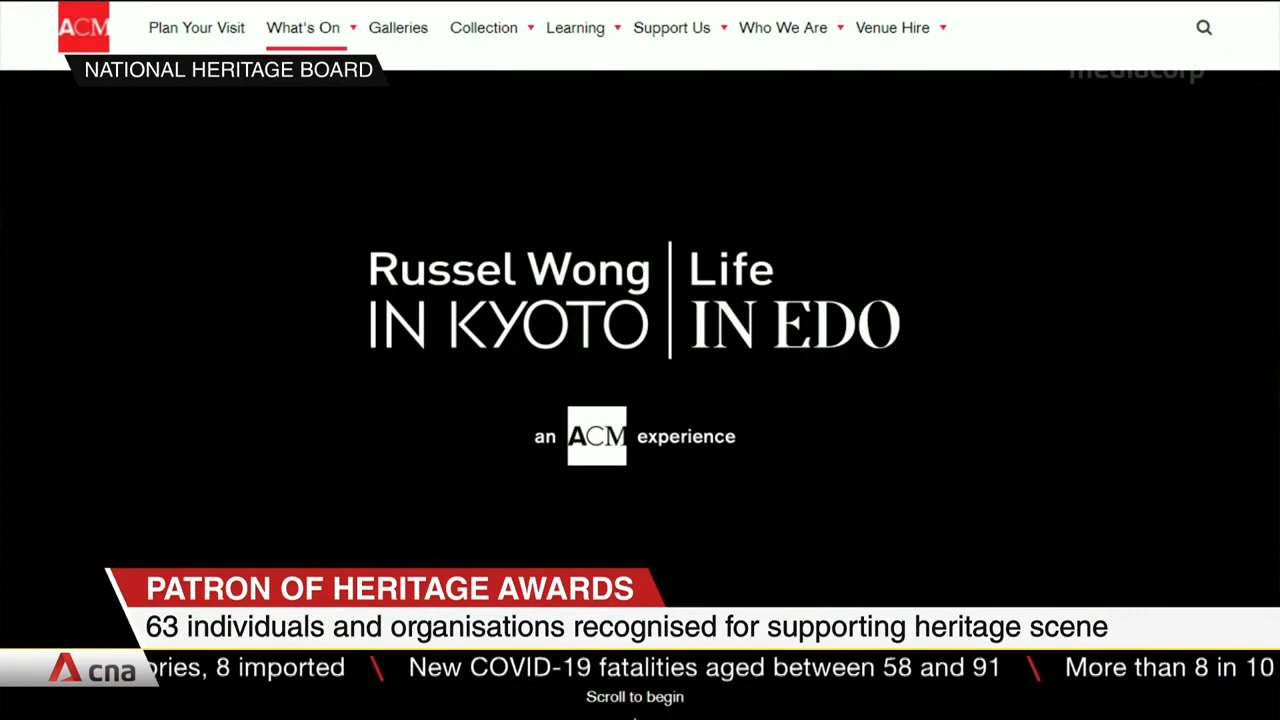 ACM Plan Your Visit What's On Galleries Collection Learning Support Us Who We Are Venue Hire
NATIONAL HERITAGE BOARD
mediacorp
Russel Wong
IN KYOTO
Life
IN EDO
an ACM experience
PATRON OF HERITAGE AWARDS
63 individuals and organisations recognised for supporting heritage scene
cna ories, 8 imported \ New COVID-19 fatalities aged between 58 and 91 \ More than 8 in 10
Scroll to begin